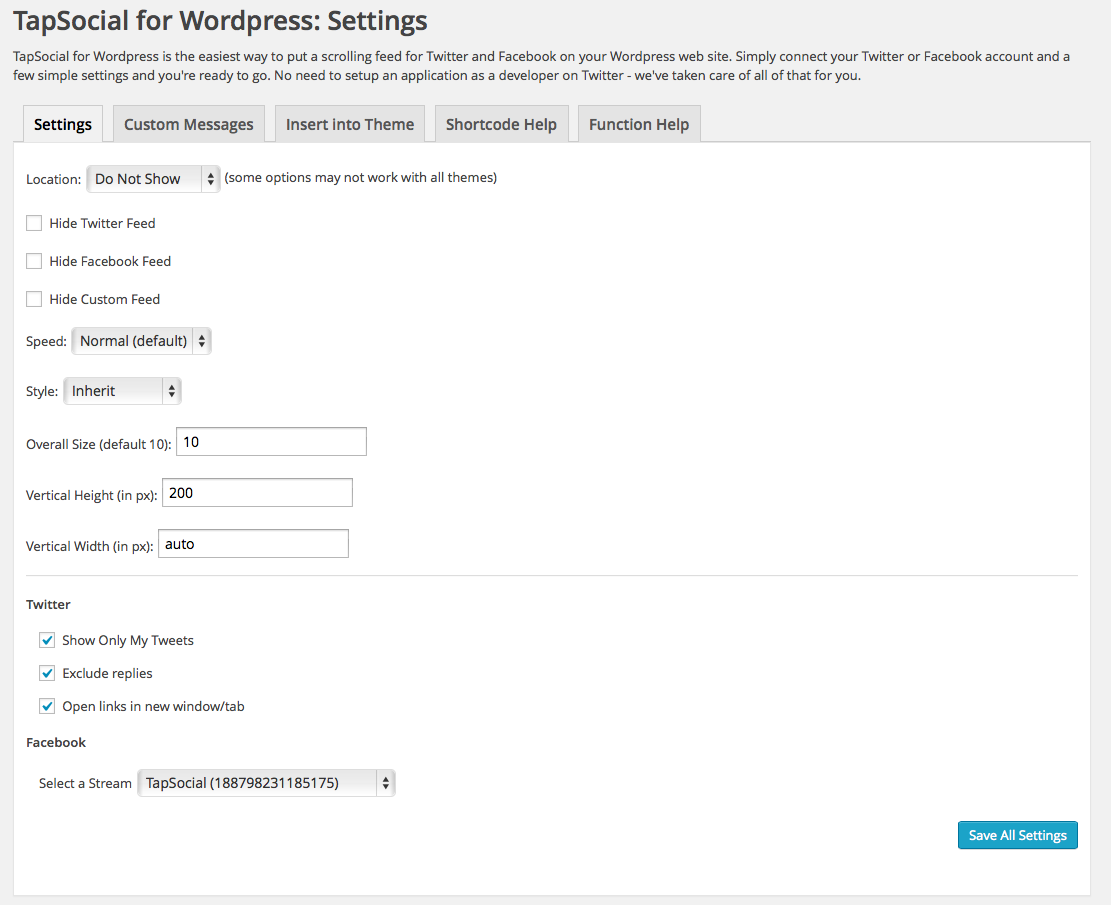 TapSocial for Wordpress: Settings
TapSocial for Wordpress is the easiest way to put a scrolling feed for Twitter and Facebook on your Wordpress web site. Simply connect your Twitter or Facebook account and a
few simple settings and you're ready to go. No need to setup an application as a developer on Twitter - we've taken care of all of that for you.
Settings Custom Messages Insert into Theme Shortcode Help Function Help
Location: Do Not Show (some options may not work with all themes)
Hide Twitter Feed
Hide Facebook Feed
Hide Custom Feed
Speed: Normal (default)
Style: Inherit
Overall Size (default 10): 10
Vertical Height (in px): 200
Vertical Width (in px): auto
Twitter
Show Only My Tweets
Exclude replies
Open links in new window/tab
Facebook
Select a Stream TapSocial (188798231185175)
Save All Settings